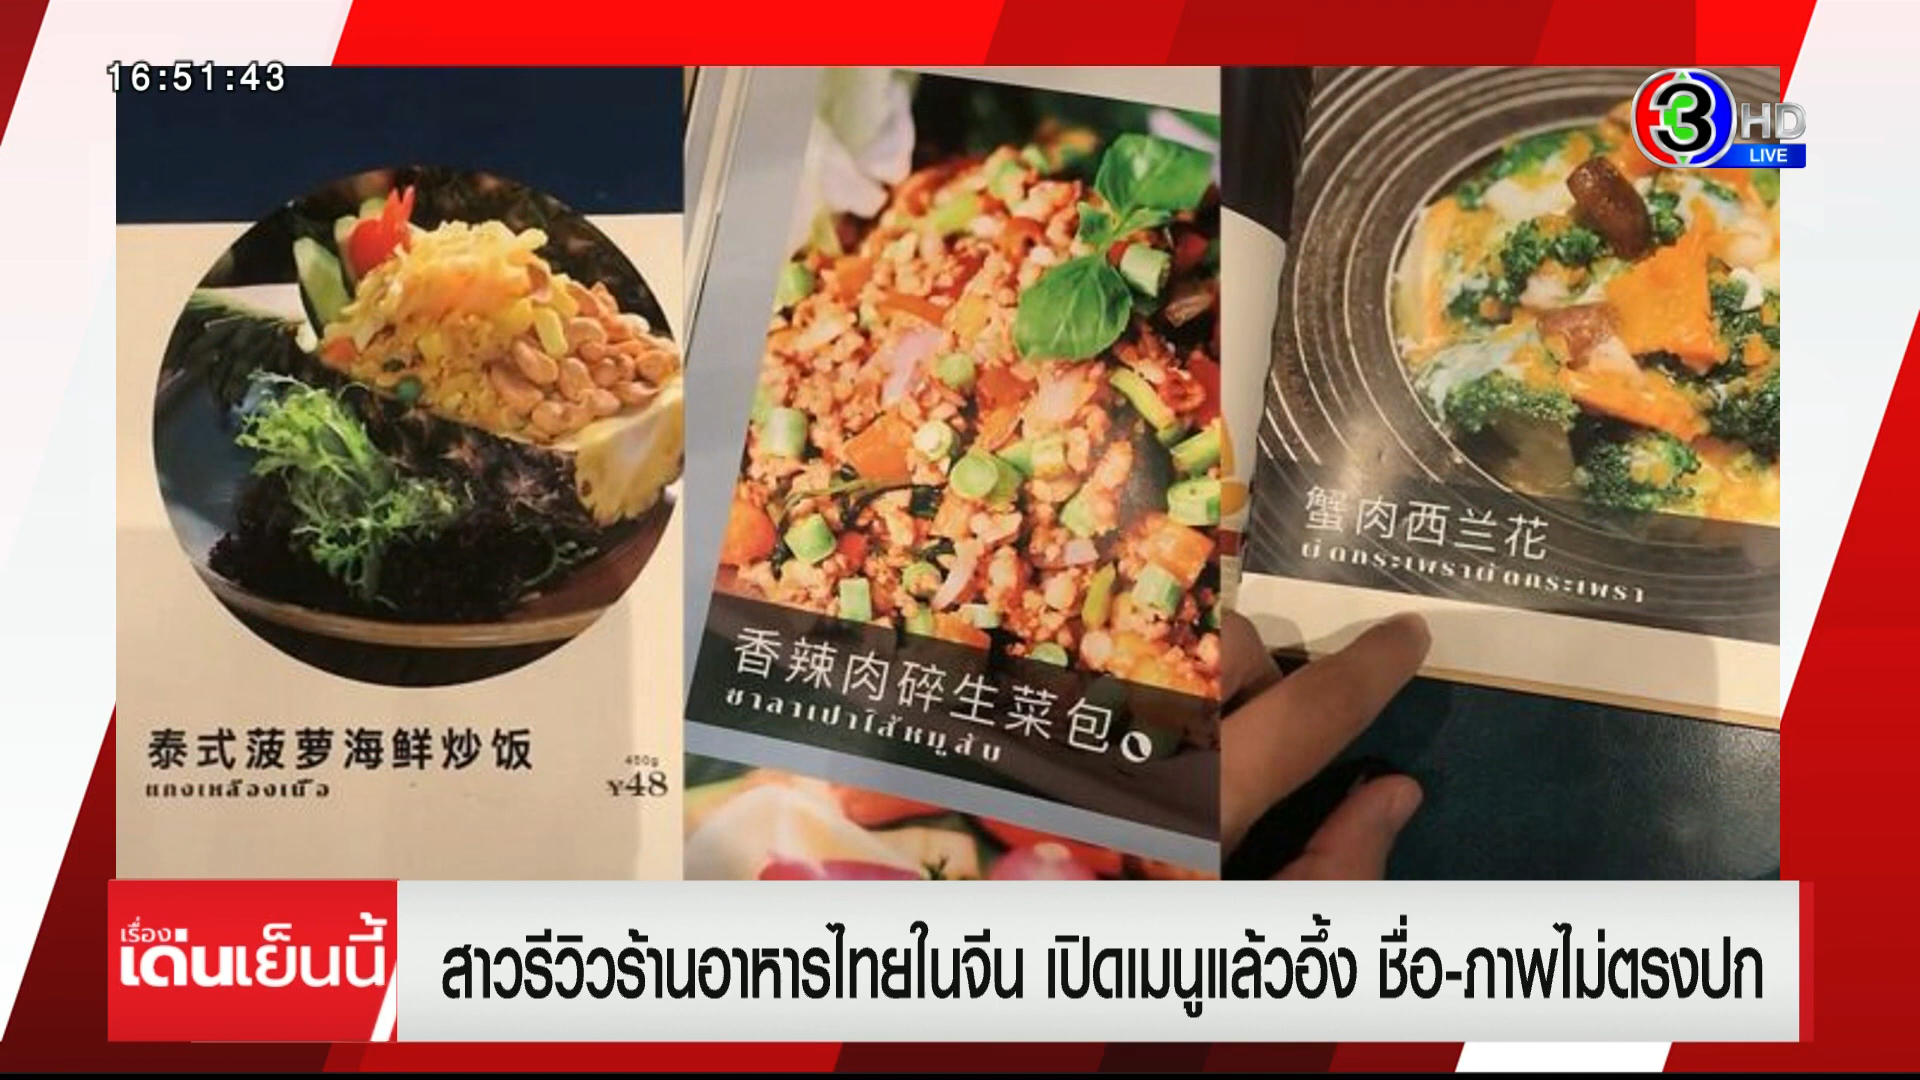 16:51:43
3 HD
LIVE
泰式菠萝海鲜炒饭
แกงเหลืองเนื้อ
450g
¥48
香辣肉碎生菜包
ซาลาเปาไส้หมูสับ
蟹肉西兰花
ผัดกระเพราผัดกระเพรา
เรื่อง
เด่นเย็นนี้
สาวรีวิวร้านอาหารไทยในจีน เปิดเมนูแล้วอึ้ง ชื่อ-ภาพไม่ตรงปก